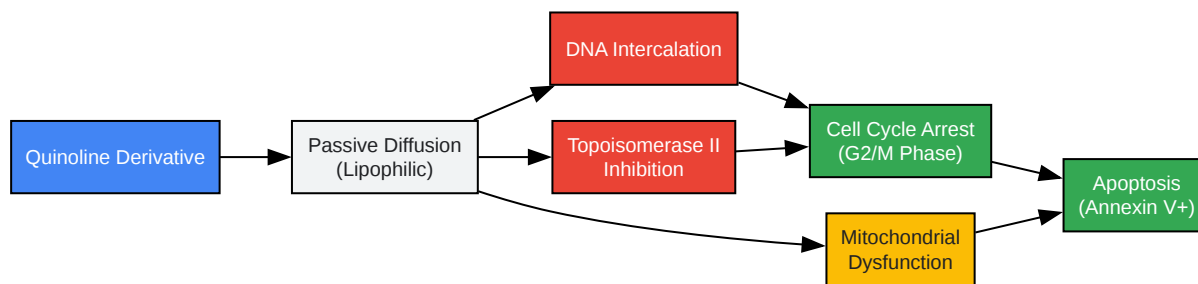 Quinoline Derivative
Passive Diffusion
(Lipophilic)
DNA Intercalation
Topoisomerase II
Inhibition
Cell Cycle Arrest
(G2/M Phase)
Mitochondrial
Dysfunction
Apoptosis
(Annexin V+)